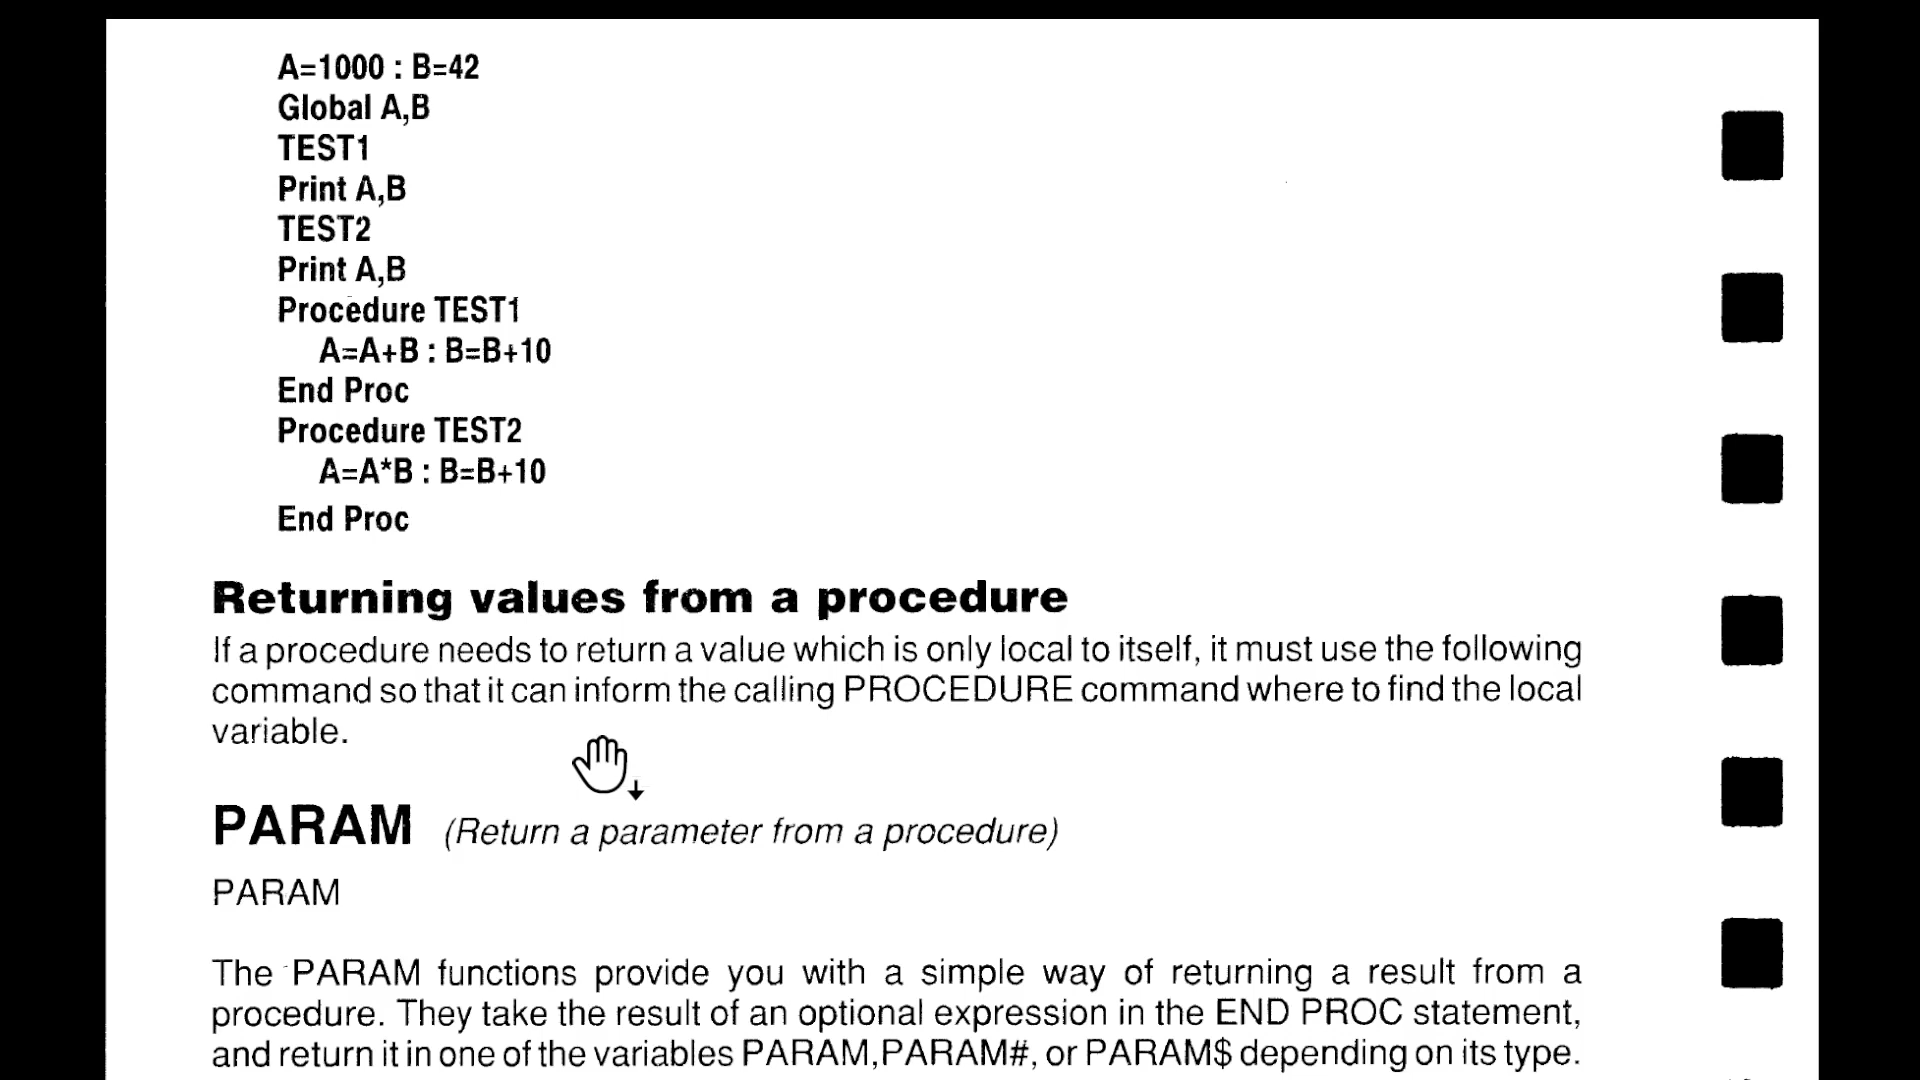 A=1000 : B=42
Global A,B
TEST1
Print A,B
TEST2
Print A,B
Procedure TEST1
A=A+B : B=B+10
End Proc
Procedure TEST2
A=A*B : B=B+10
End Proc
Returning values from a procedure
If a procedure needs to return a value which is only local to itself, it must use the following
command so that it can inform the calling PROCEDURE command where to find the local
variable.
PARAM (Return a parameter from a procedure)
PARAM
The PARAM functions provide you with a simple way of returning a result from a
procedure. They take the result of an optional expression in the END PROC statement,
and return it in one of the variables PARAM,PARAM#, or PARAM$ depending on its type.